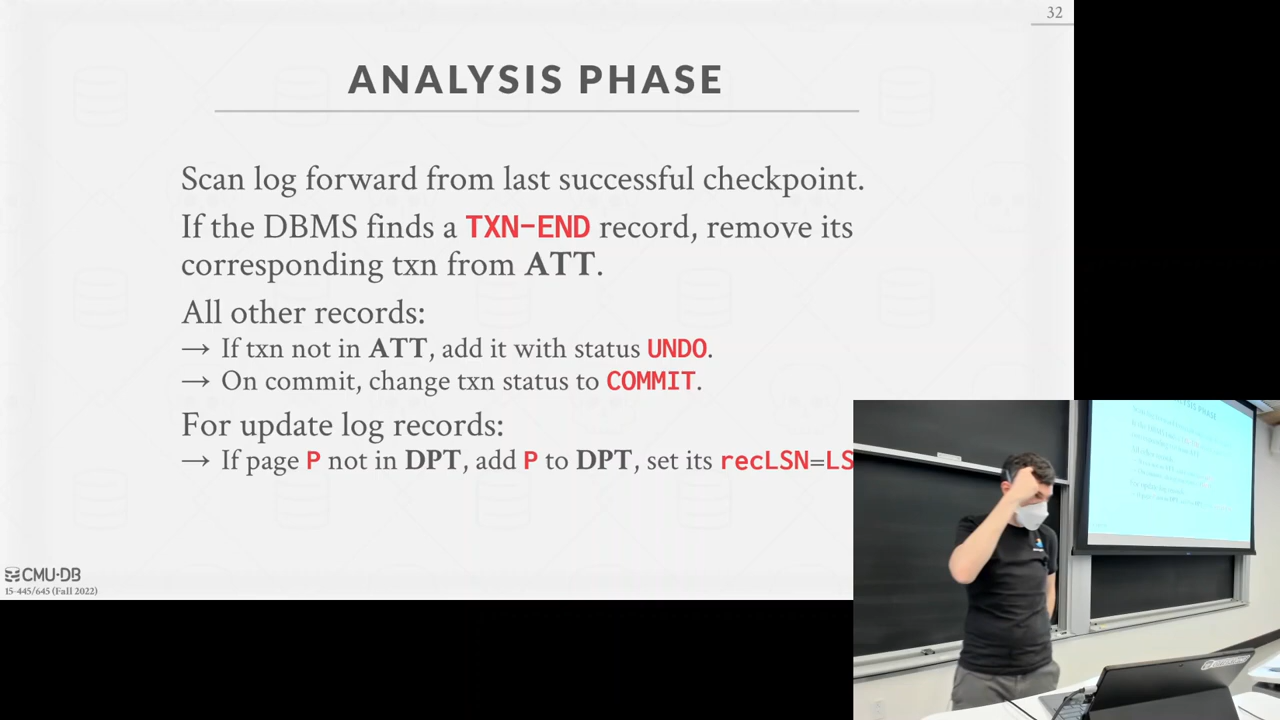 32
ANALYSIS PHASE
Scan log forward from last successful checkpoint.
If the DBMS finds a TXN-END record, remove its
corresponding txn from ATT.
All other records:
→ If txn not in ATT, add it with status UNDO.
→ On commit, change txn status to COMMIT.
For update log records:
→ If page P not in DPT, add P to DPT, set its recLSN=LS
CMU·DB
15-445/645 (Fall 2022)